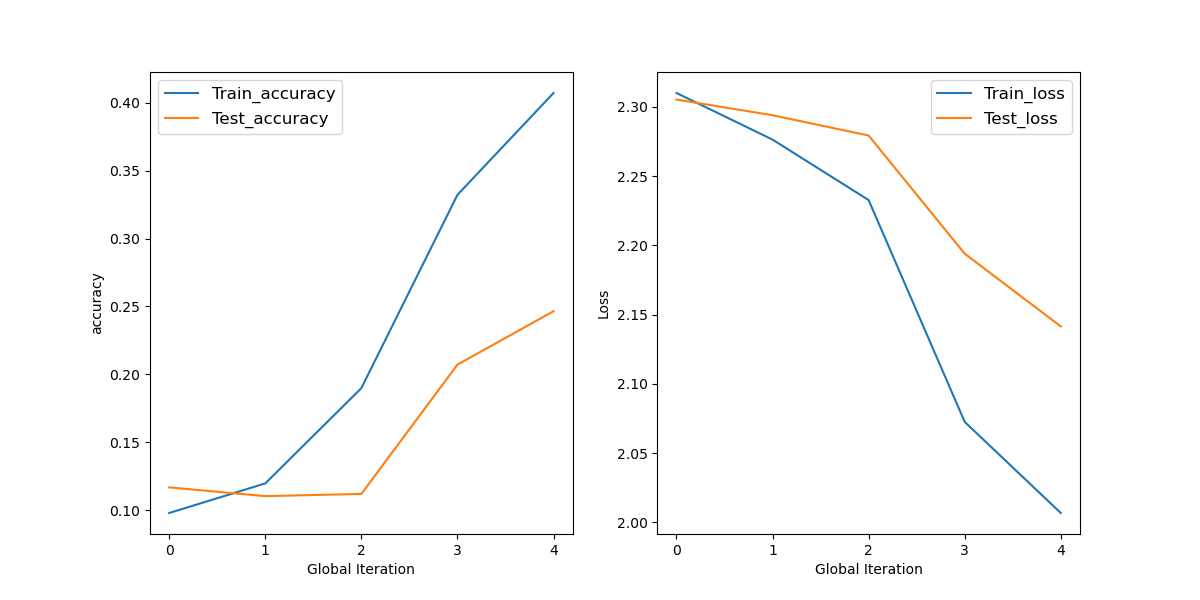 Train_accuracy
Test_accuracy
0.40
0.35
0.30
0.25
0.20
0.15
0.10
accuracy
0 1 2 3 4
Global Iteration
Train_loss
Test_loss
2.30
2.25
2.20
2.15
2.10
2.05
2.00
Loss
0 1 2 3 4
Global Iteration